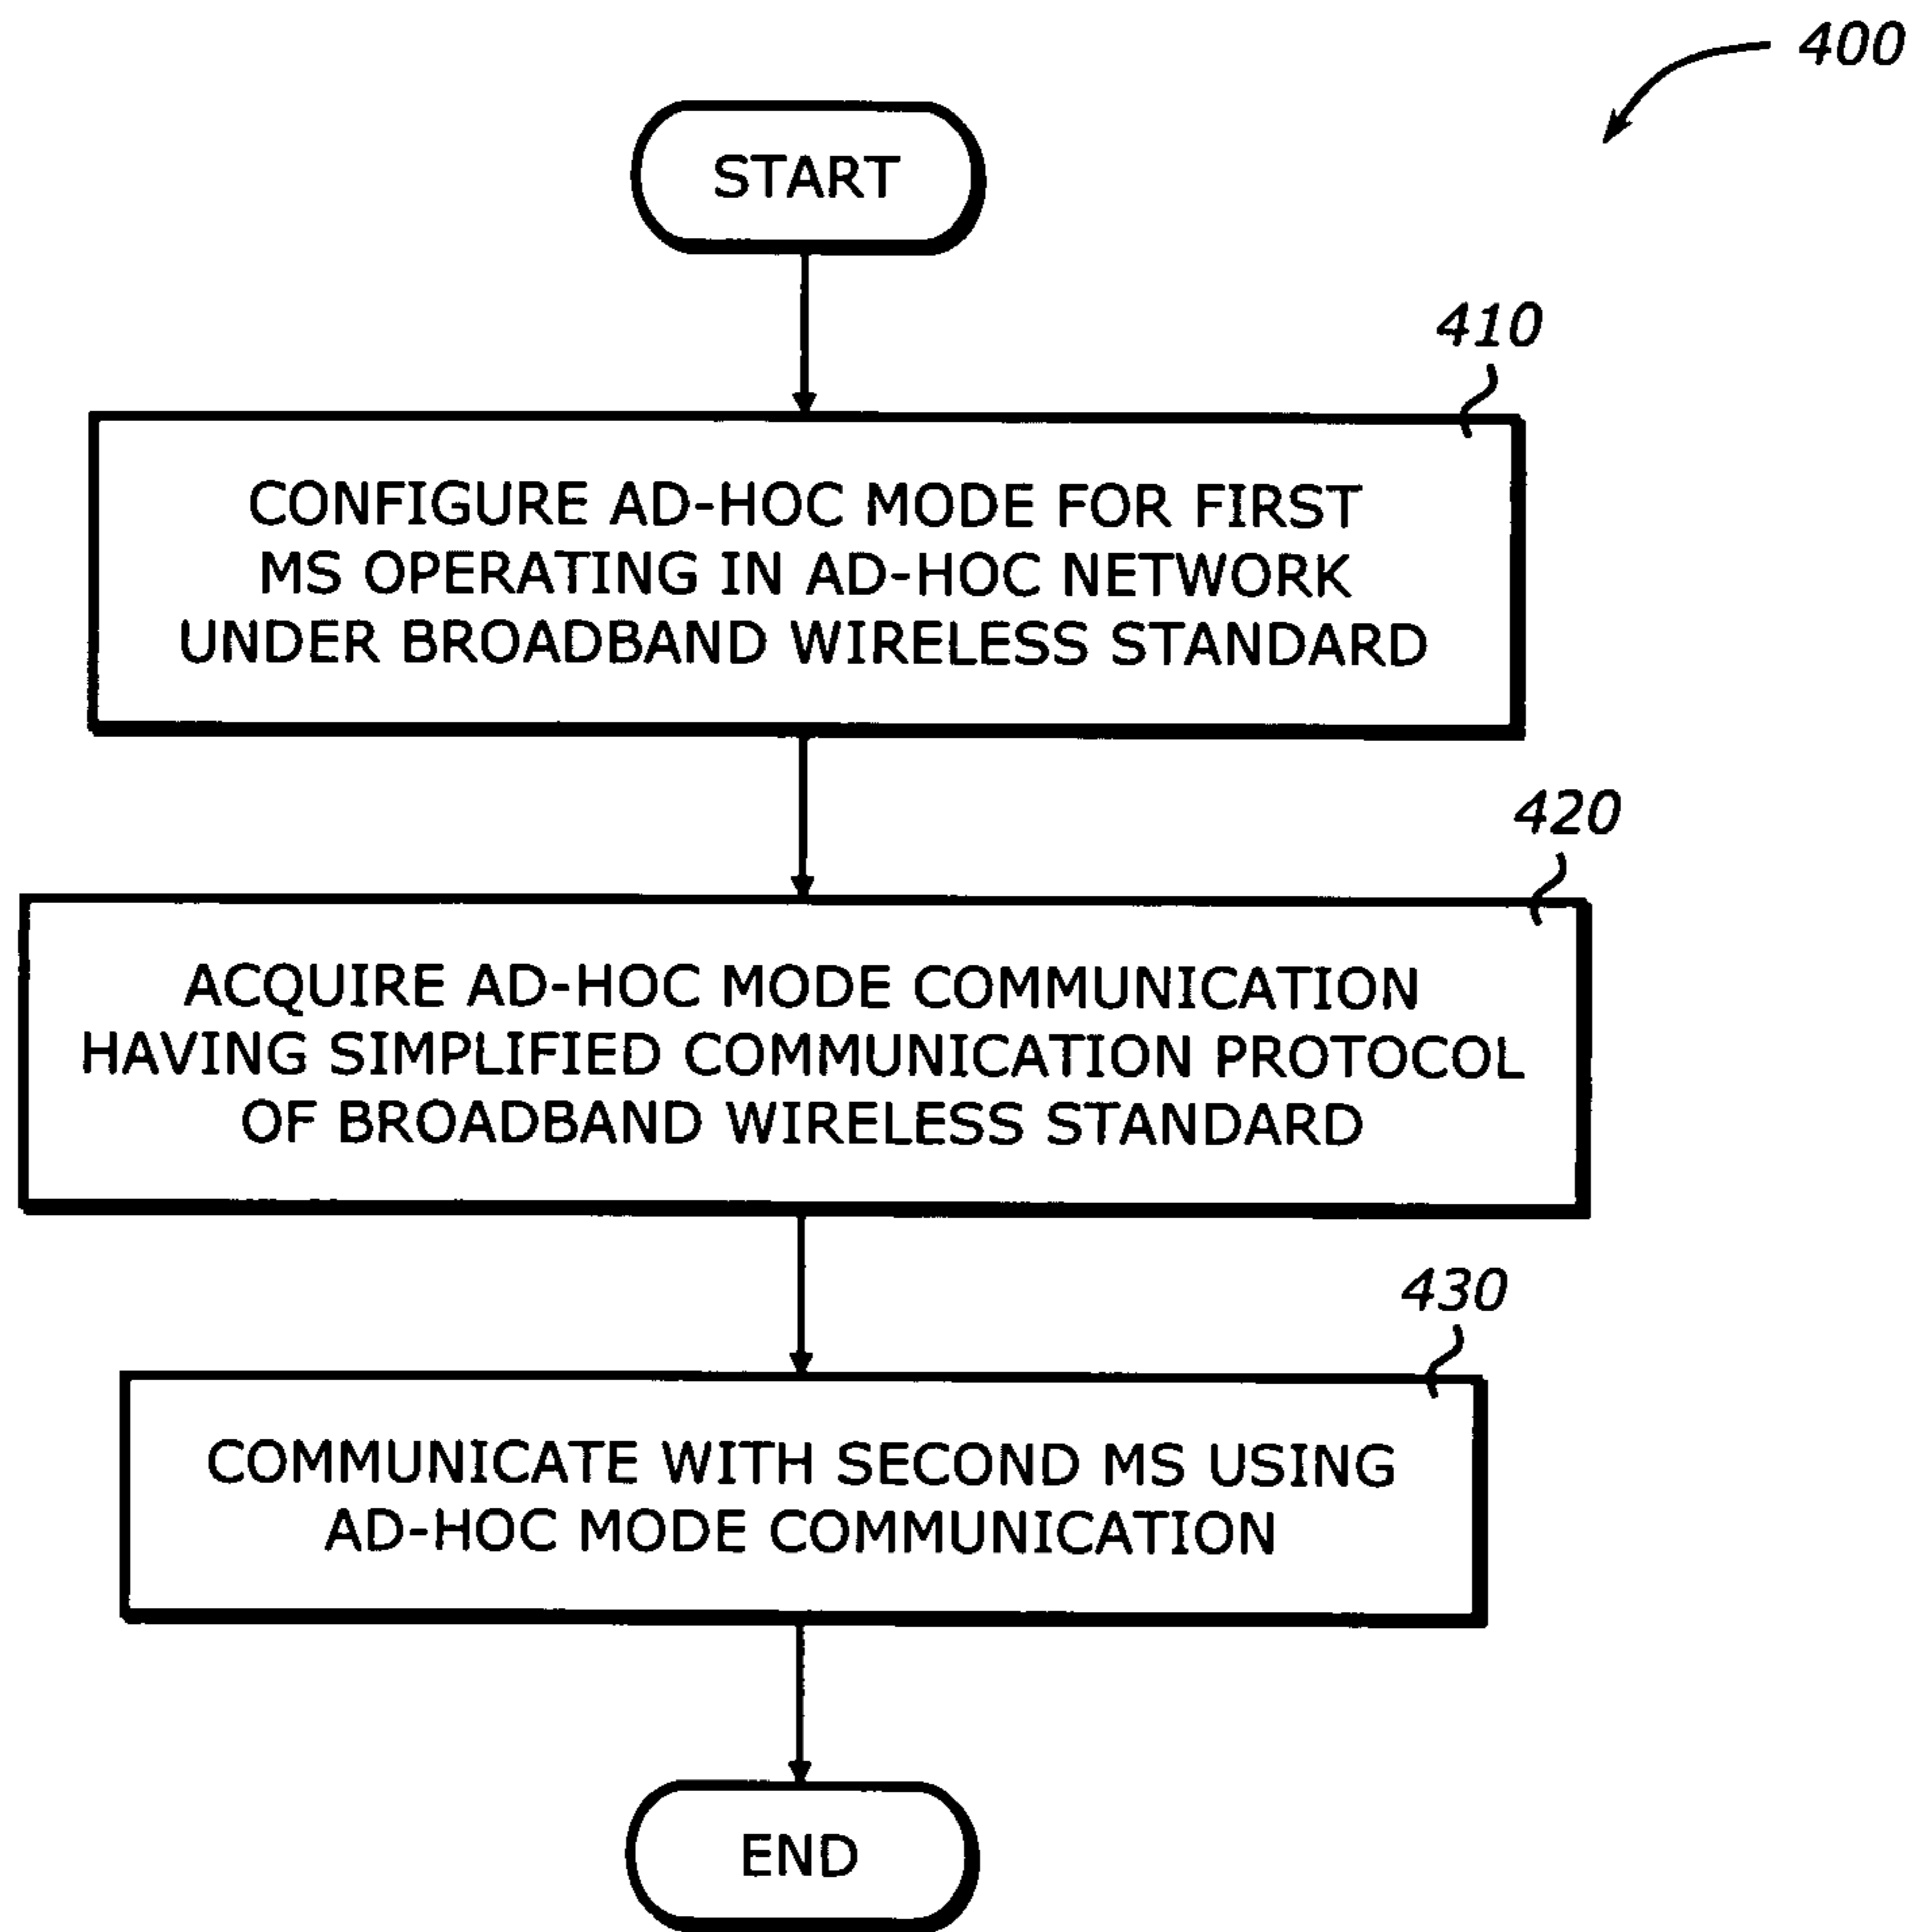 400
START
410
CONFIGURE AD-HOC MODE FOR FIRST
MS OPERATING IN AD-HOC NETWORK
UNDER BROADBAND WIRELESS STANDARD
420
ACQUIRE AD-HOC MODE COMMUNICATION
HAVING SIMPLIFIED COMMUNICATION PROTOCOL
OF BROADBAND WIRELESS STANDARD
430
COMMUNICATE WITH SECOND MS USING
AD-HOC MODE COMMUNICATION
END